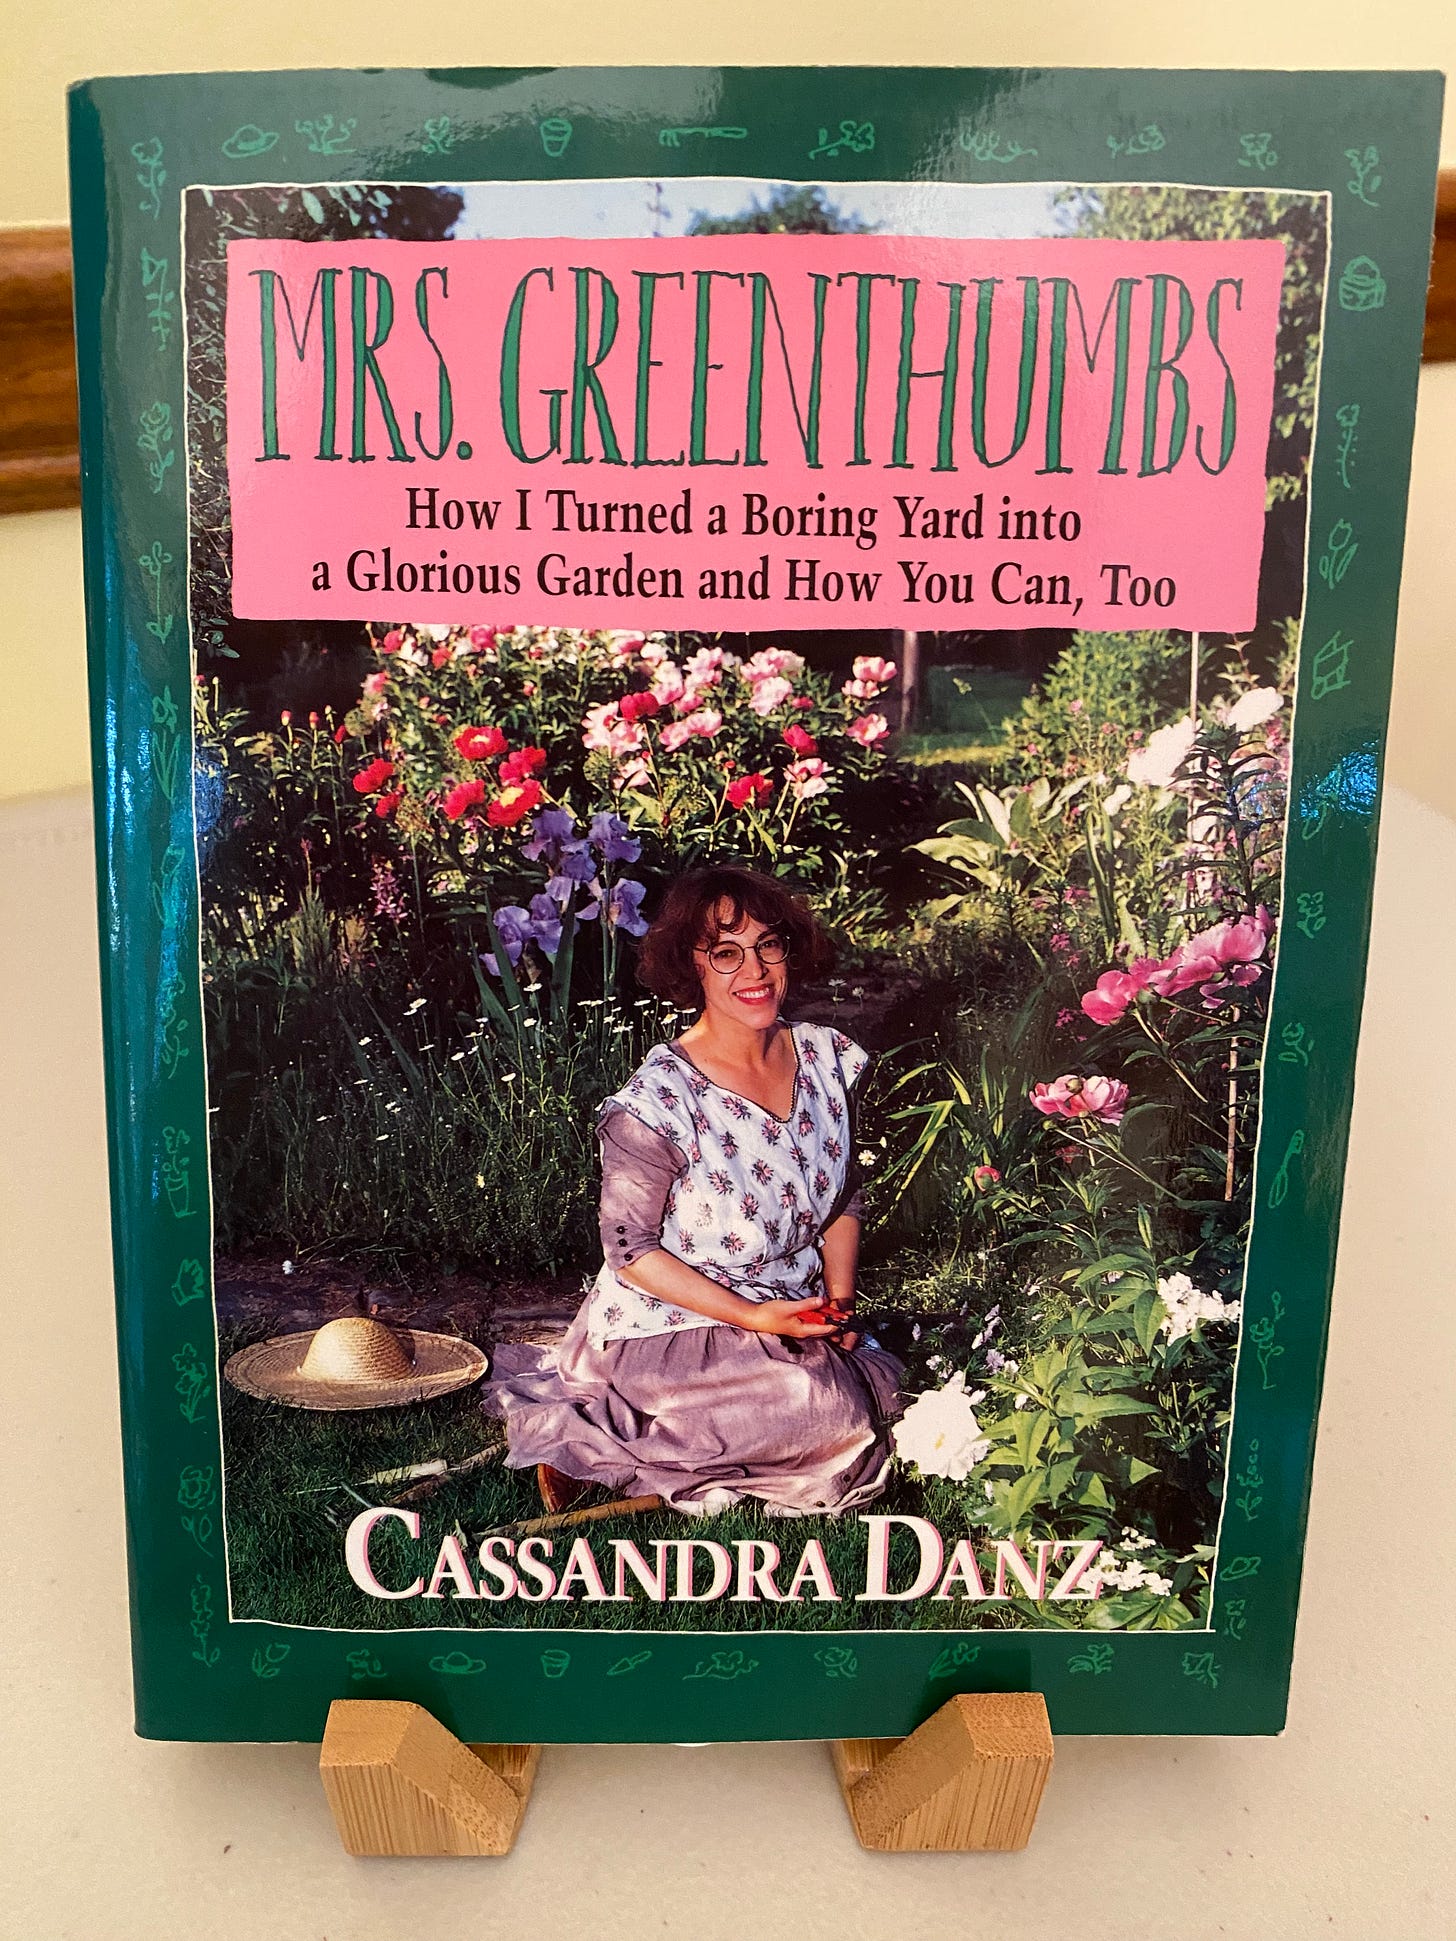 MRS. GREENTHUMBS
How I Turned a Boring Yard into
a Glorious Garden and How You Can, Too
CASSANDRA DANZ